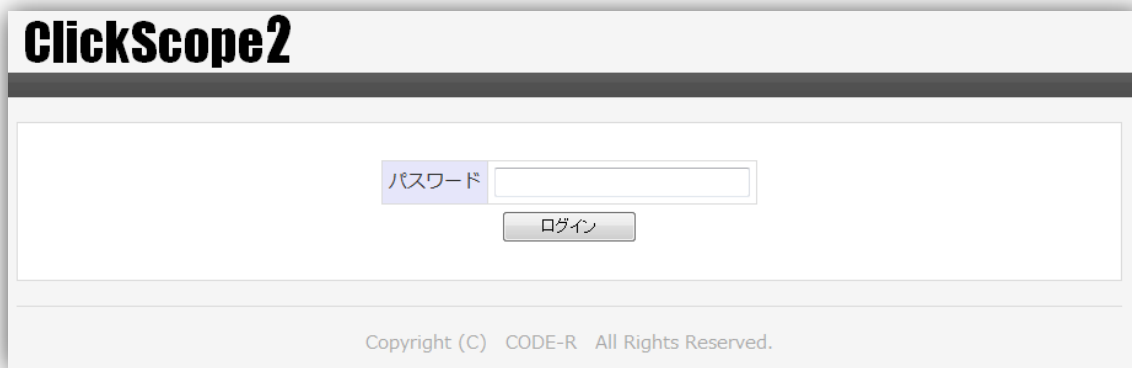 ClickScope2
パスワード
ログイン
Copyright (C) CODE-R All Rights Reserved.